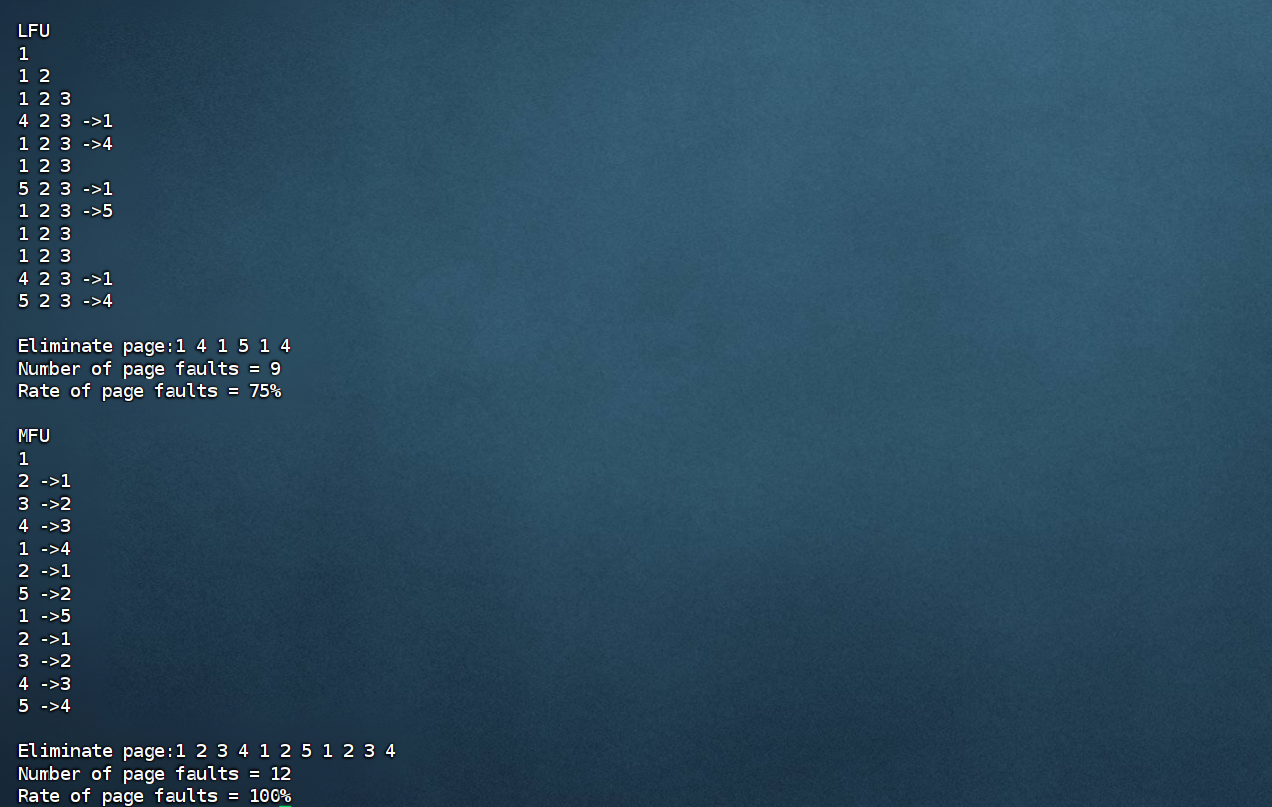 LFU
1
1 2
1 2 3
4 2 3 ->1
1 2 3 ->4
1 2 3
5 2 3 ->1
1 2 3 ->5
1 2 3
1 2 3
4 2 3 ->1
5 2 3 ->4
Eliminate page:1 4 1 5 1 4
Number of page faults = 9
Rate of page faults = 75%
MFU
1
2 ->1
3 ->2
4 ->3
1 ->4
2 ->1
5 ->2
1 ->5
2 ->1
3 ->2
4 ->3
5 ->4
Eliminate page:1 2 3 4 1 2 5 1 2 3 4
Number of page faults = 12
Rate of page faults = 100%